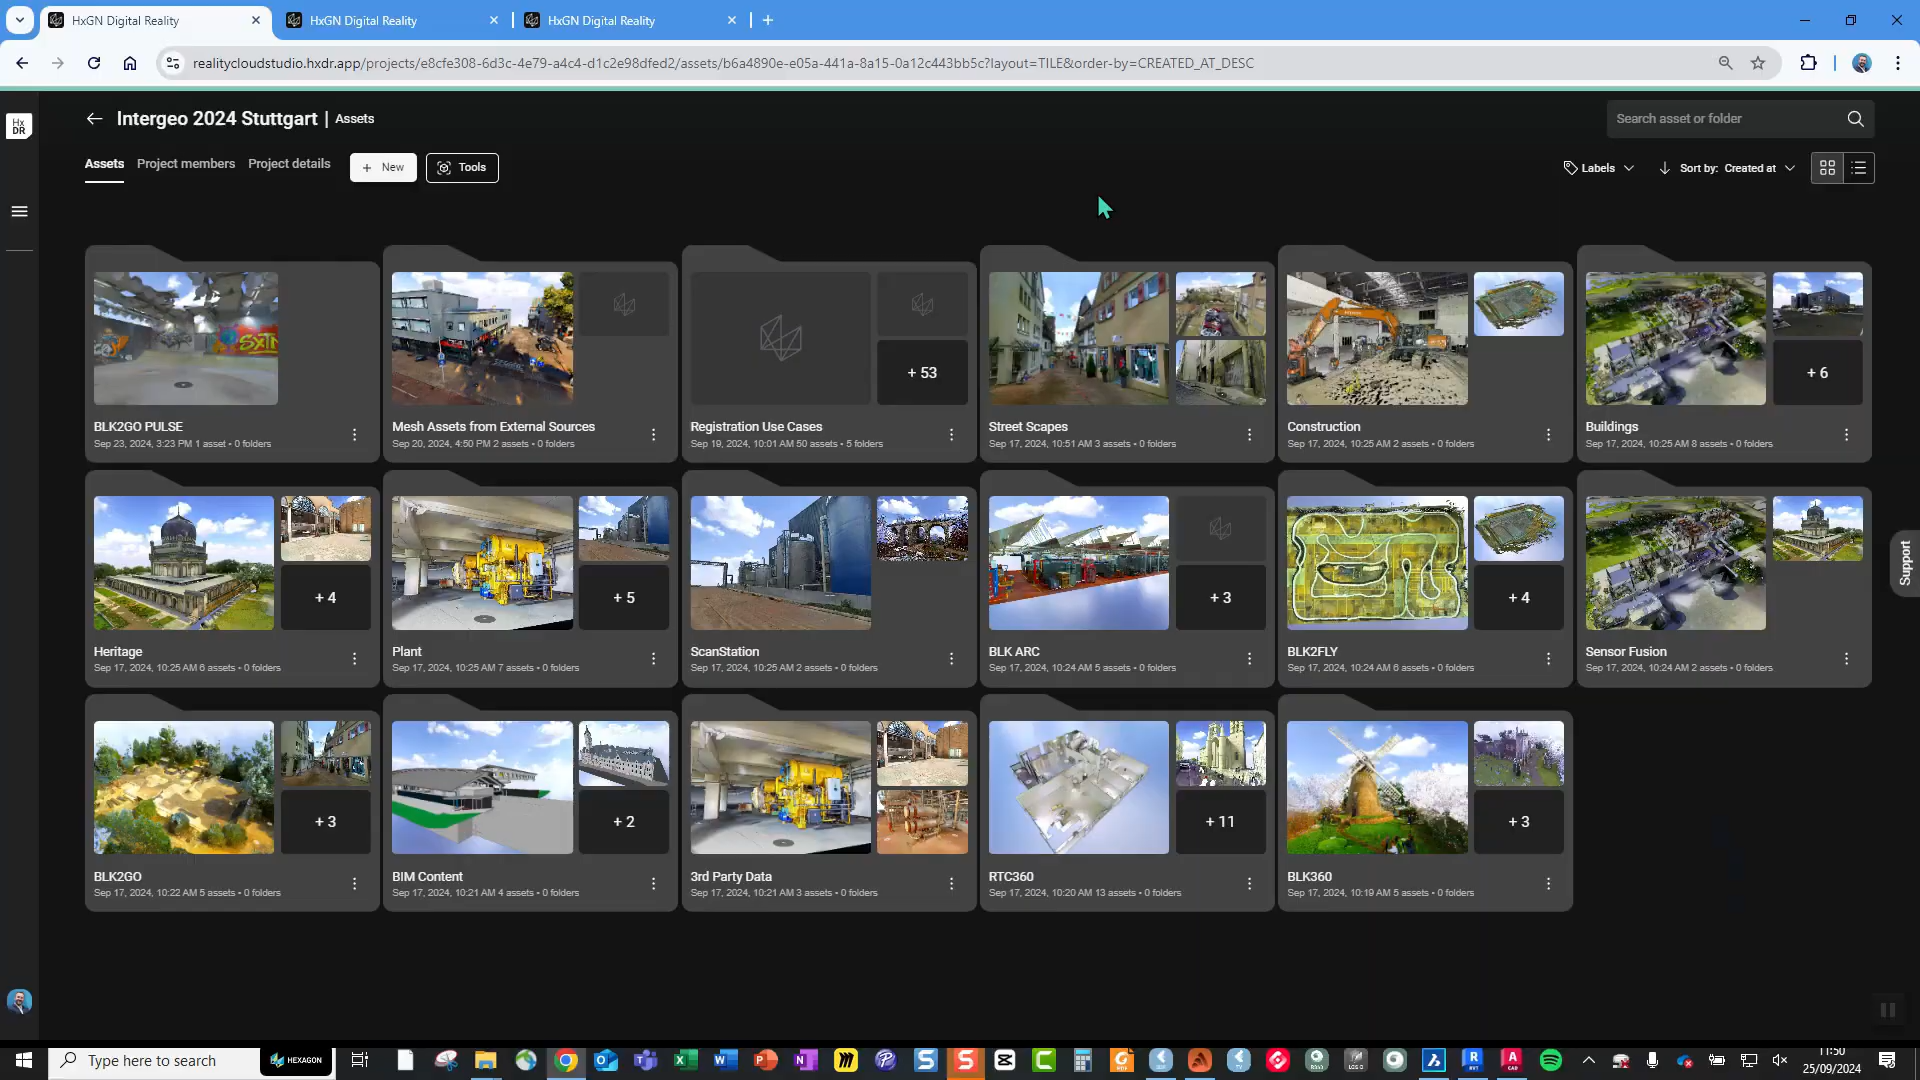 HxGN Digital Reality
HxGN Digital Reality
HxGN Digital Reality
realitycloudstudio.hxdr.app/projects/e8cfe308-6d3c-4e79-a4c4-d1c2e98dfed2/assets/b6a4890e-e05a-441a-8a15-0a12c443bb5c?layout=TILE&order-by=CREATED_AT_DESC
Hx
DR
Intergeo 2024 Stuttgart | Assets
Search asset or folder
Assets
Project members
Project details
+ New
Tools
Labels
Sort by: Created at
BLK2GO PULSE
Sep 23, 2024, 3:23 PM 1 asset • 0 folders
Mesh Assets from External Sources
Sep 20, 2024, 4:50 PM 2 assets • 0 folders
+ 53
Registration Use Cases
Sep 19, 2024, 10:01 AM 50 assets • 5 folders
Street Scapes
Sep 17, 2024, 10:51 AM 3 assets • 0 folders
Construction
Sep 17, 2024, 10:25 AM 2 assets • 0 folders
+ 6
Buildings
Sep 17, 2024, 10:25 AM 8 assets • 0 folders
+ 4
Heritage
Sep 17, 2024, 10:25 AM 6 assets • 0 folders
+ 5
Plant
Sep 17, 2024, 10:25 AM 7 assets • 0 folders
ScanStation
Sep 17, 2024, 10:25 AM 2 assets • 0 folders
+ 3
BLK ARC
Sep 17, 2024, 10:24 AM 5 assets • 0 folders
+ 4
BLK2FLY
Sep 17, 2024, 10:24 AM 6 assets • 0 folders
Sensor Fusion
Sep 17, 2024, 10:24 AM 2 assets • 0 folders
Support
+ 3
BLK2GO
Sep 17, 2024, 10:22 AM 5 assets • 0 folders
+ 2
BIM Content
Sep 17, 2024, 10:21 AM 4 assets • 0 folders
3rd Party Data
Sep 17, 2024, 10:21 AM 3 assets • 0 folders
+ 11
RTC360
Sep 17, 2024, 10:20 AM 13 assets • 0 folders
+ 3
BLK360
Sep 17, 2024, 10:19 AM 5 assets • 0 folders
Type here to search
HEXAGON
11:50
25/09/2024